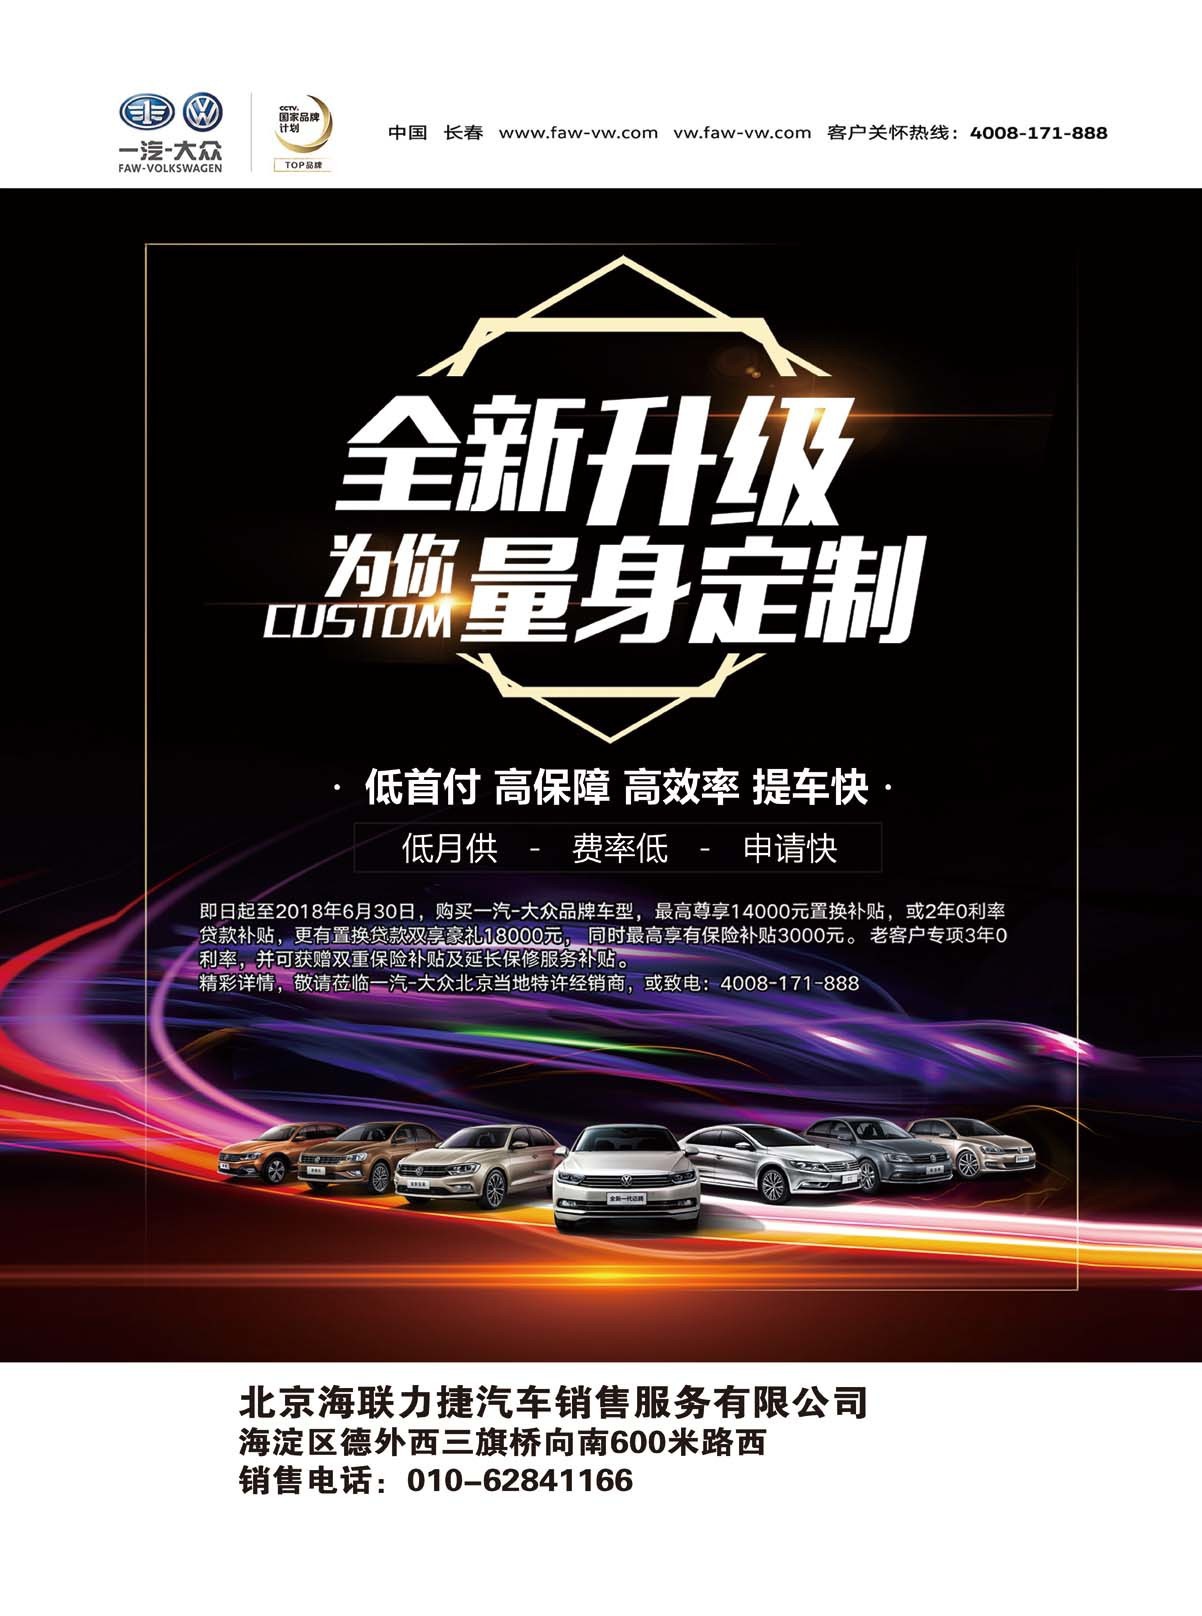 一汽-大众
FAW-VOLKSWAGEN
CCTV
国家品牌
计划
TOP品牌
中国 长春 www.faw-vw.com vw.faw-vw.com 客户关怀热线：4008-171-888
全新升级
为你量身定制
CUSTOM
· 低首付 高保障 高效率 提车快 ·
低月供 - 费率低 - 申请快
即日起至2018年6月30日，购买一汽-大众品牌车型，最高尊享14000元置换补贴，或2年0利率
贷款补贴，更有置换贷款双享豪礼18000元， 同时最高享有保险补贴3000元。老客户专项3年0
利率，并可获赠双重保险补贴及延长保修服务补贴。
精彩详情，敬请莅临一汽-大众北京当地特许经销商，或致电：4008-171-888
全新一代迈腾
CC
北京海联力捷汽车销售服务有限公司
海淀区德外西三旗桥向南600米路西
销售电话：010-62841166